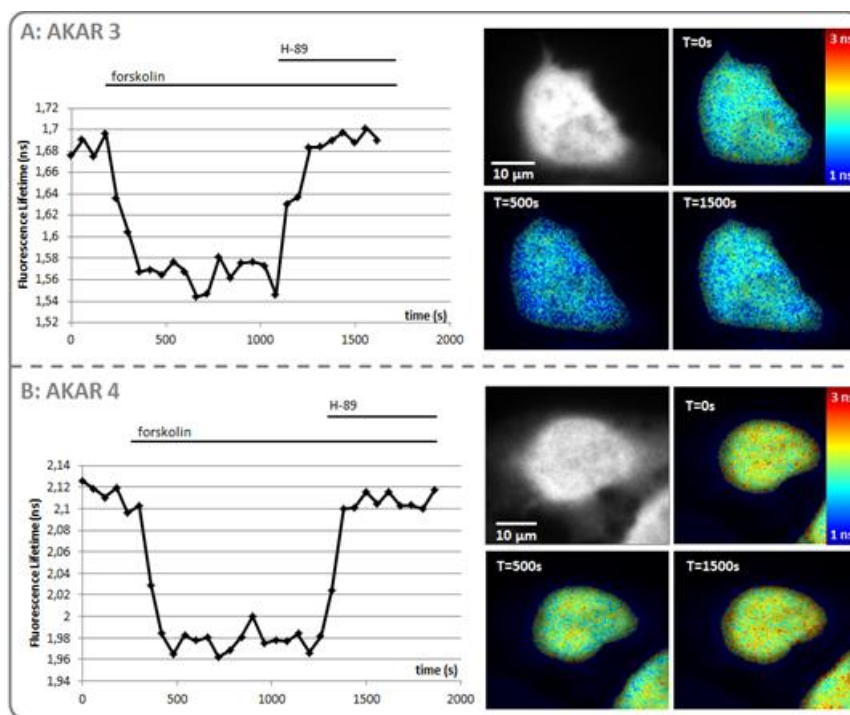 A: AKAR 3
H-89
forskolin
1,72
1,7
1,68
1,66
1,64
1,62
1,6
1,58
1,56
1,54
1,52
Fluorescence Lifetime (ns)
time (s)
0
500
1000
1500
2000
10 µm
T=0s
3 ns
1 ns
T=500s
T=1500s
B: AKAR 4
H-89
forskolin
2,14
2,12
2,1
2,08
2,06
2,04
2,02
2
1,98
1,96
1,94
Fluorescence Lifetime (ns)
time (s)
0
500
1000
1500
2000
10 µm
T=0s
3 ns
1 ns
T=500s
T=1500s